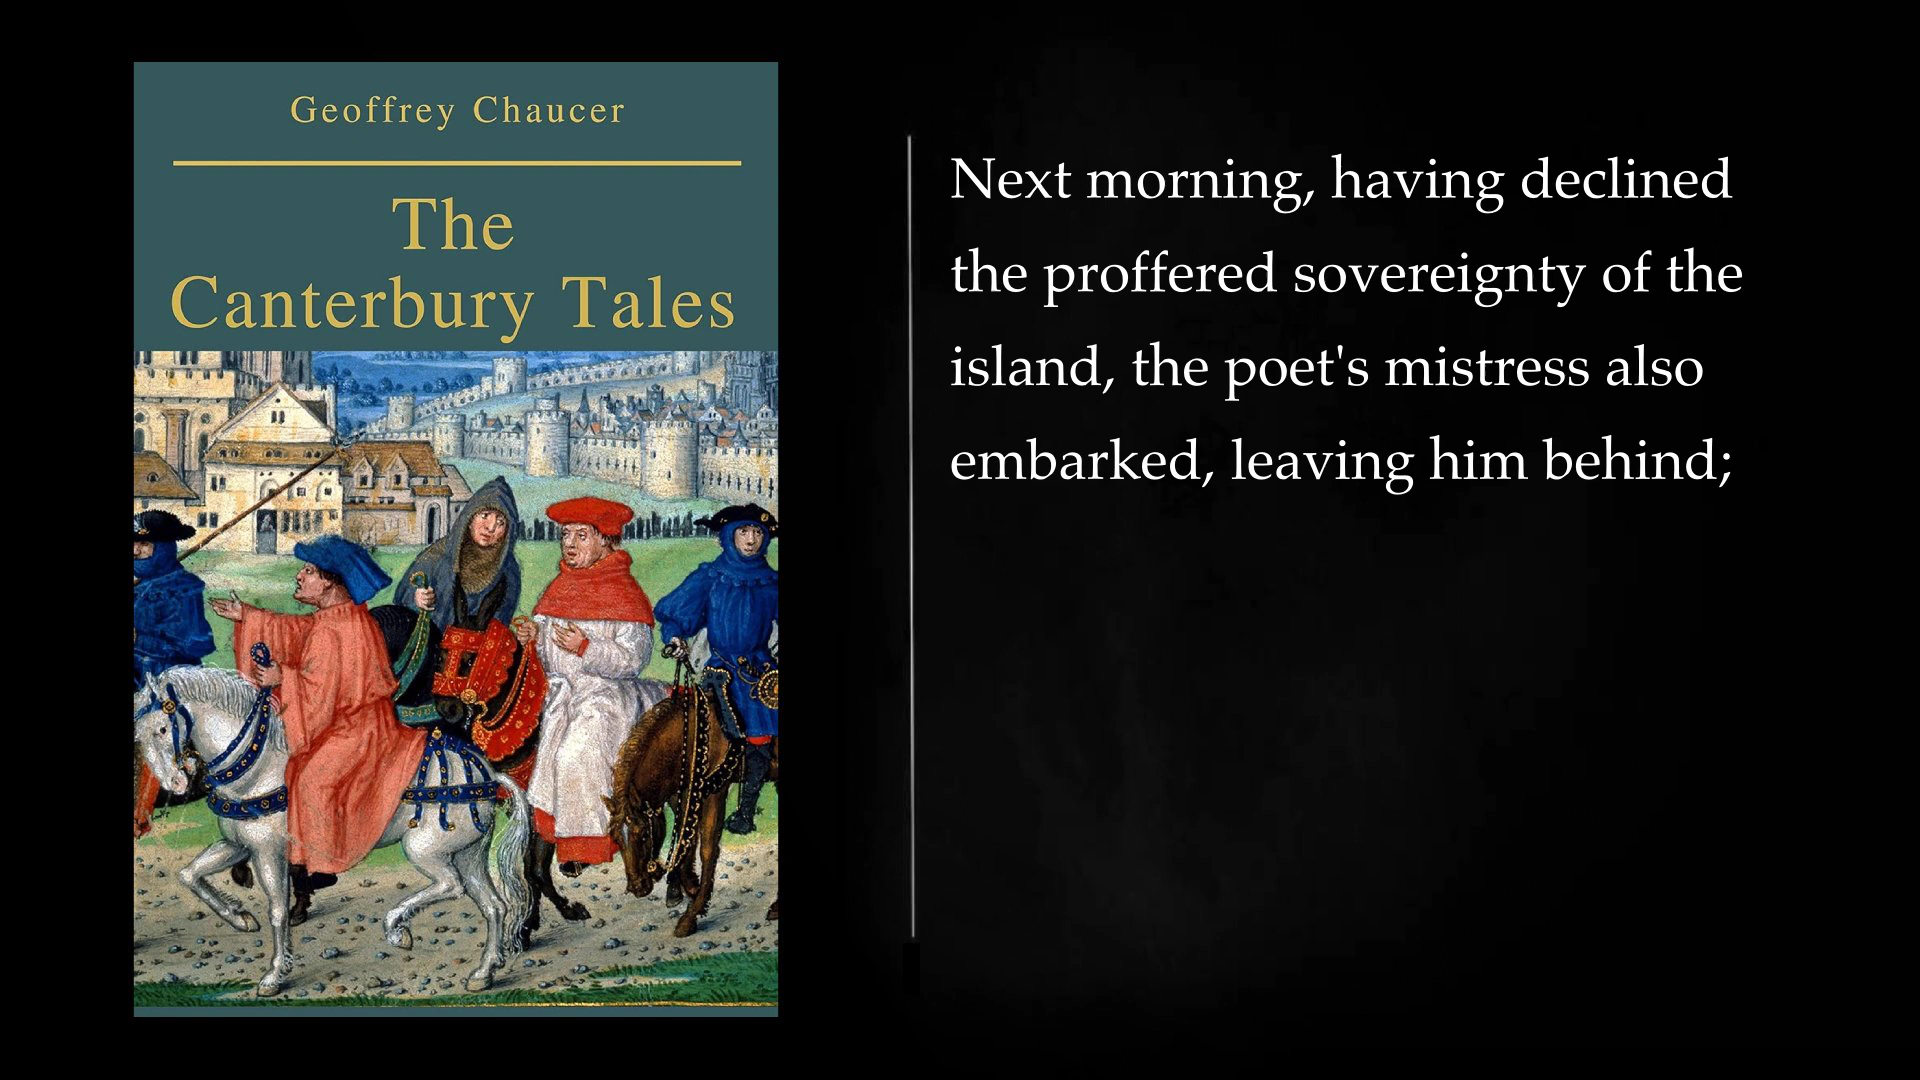 Geoffrey Chaucer
The
Canterbury Tales
Next morning, having declined
the proffered sovereignty of the
island, the poet's mistress also
embarked, leaving him behind;